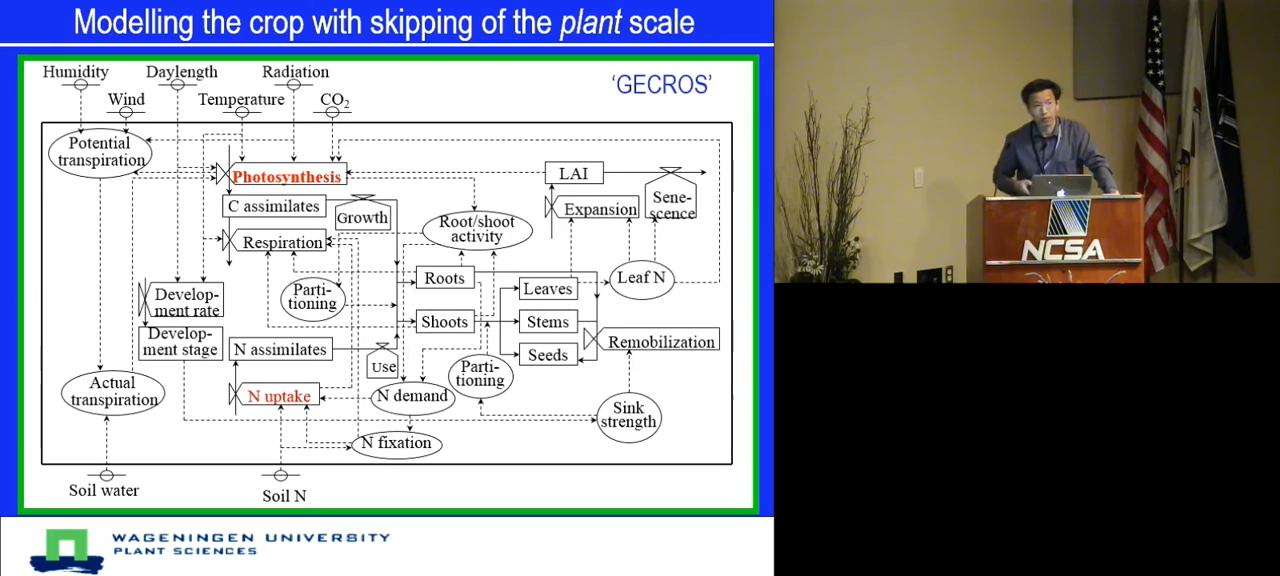 Modelling the crop with skipping of the plant scale
'GECROS'
Humidity
Daylength
Radiation
Wind
Temperature
CO₂
Potential
transpiration
Photosynthesis
LAI
C assimilates
Growth
Expansion
Sene-
scence
Respiration
Root/shoot
activity
Roots
Leaf N
Parti-
tioning
Leaves
Develop-
ment rate
Shoots
Stems
Develop-
ment stage
N assimilates
Remobilization
Seeds
Use
Parti-
tioning
Actual
transpiration
N uptake
N demand
Sink
strength
N fixation
Soil water
Soil N
WAGENINGEN UNIVERSITY
PLANT SCIENCES
NCSA